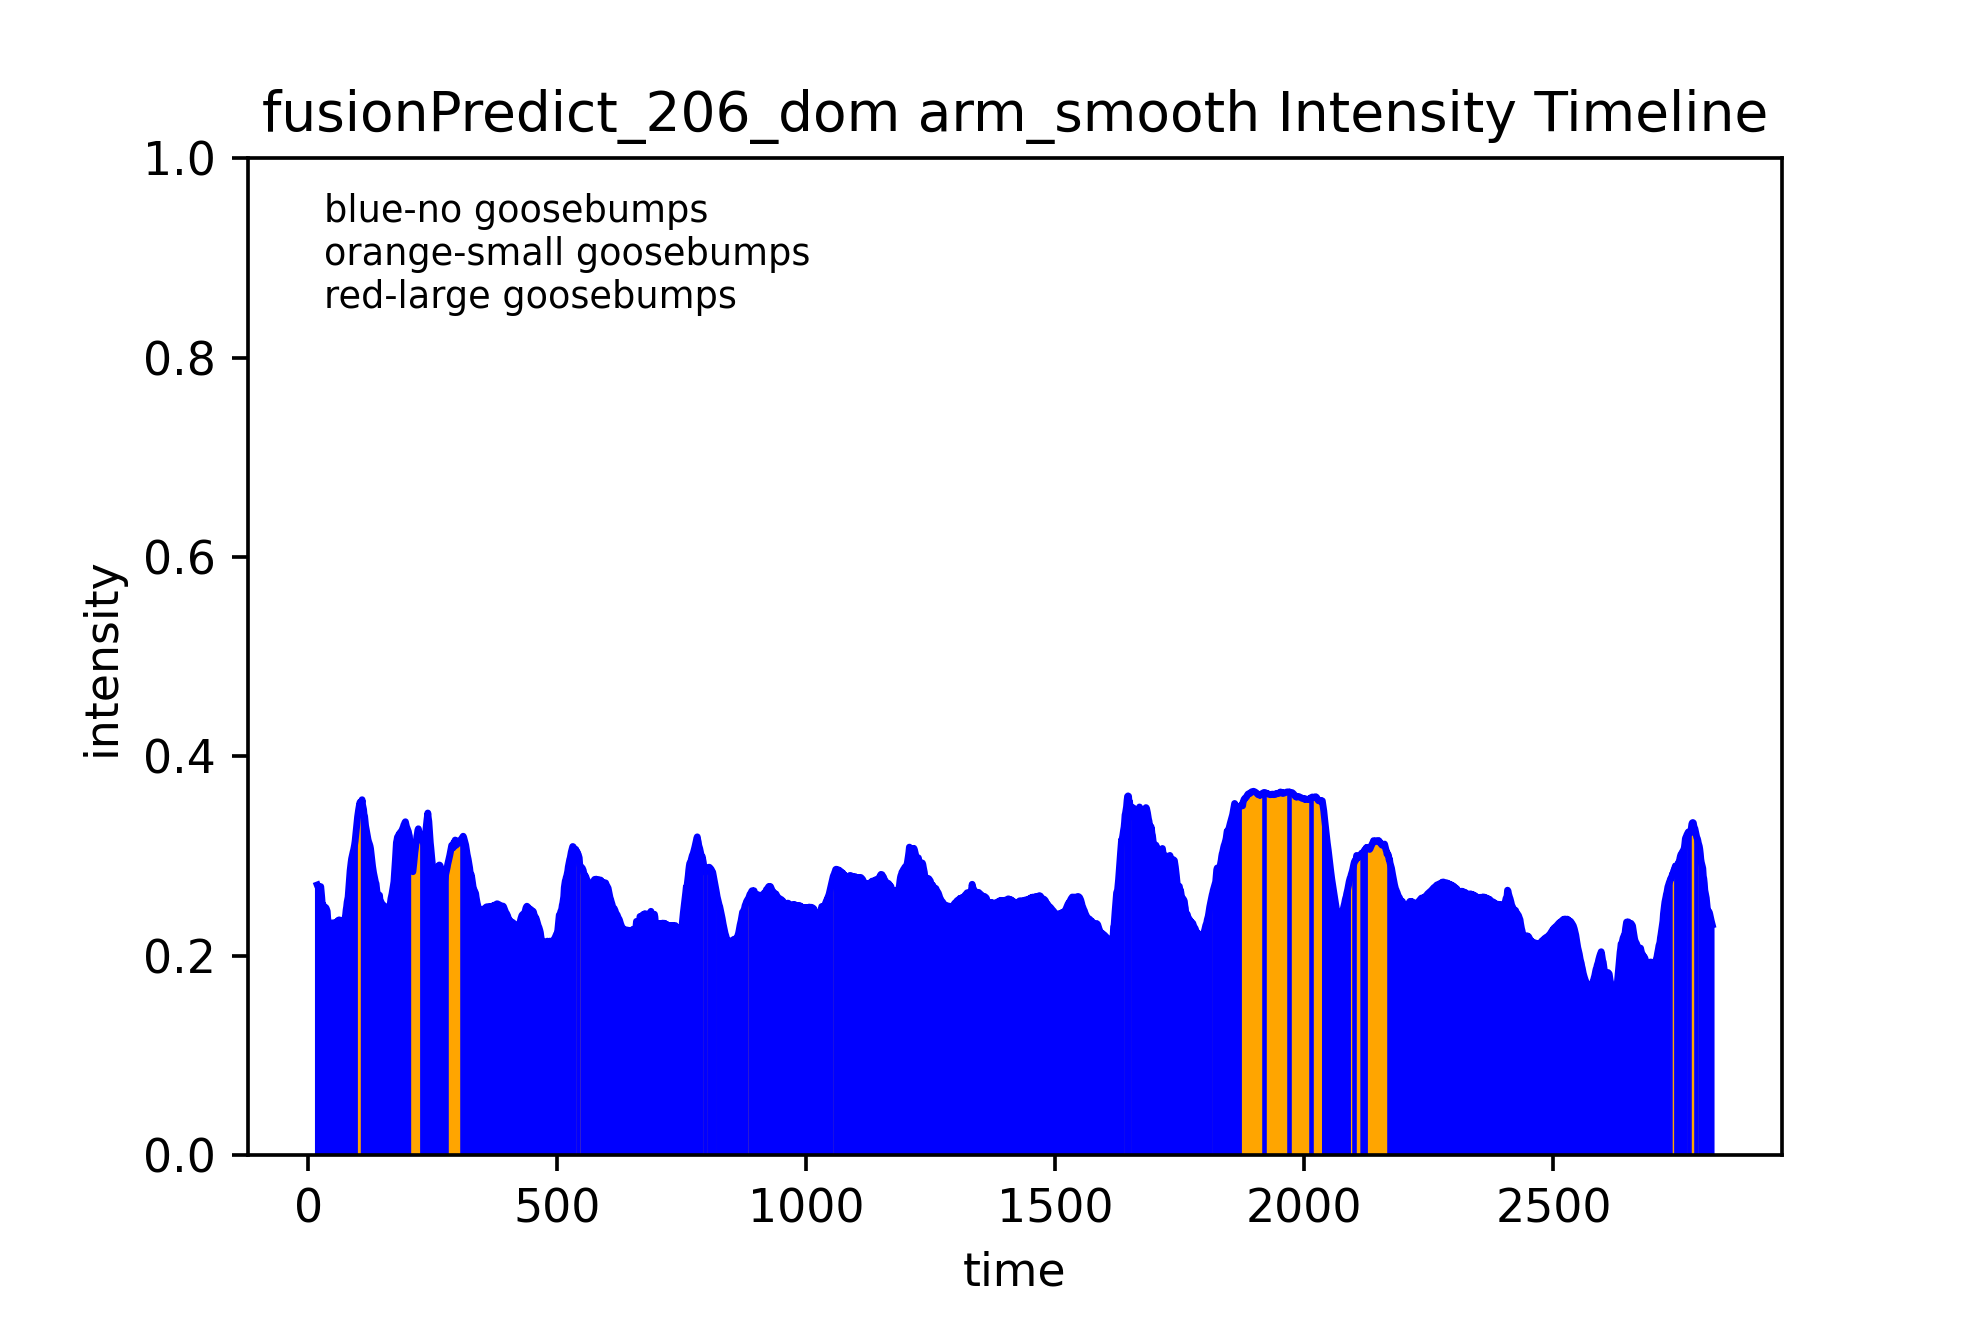 fusionPredict_206_dom arm_smooth Intensity Timeline
1.0
blue-no goosebumps
orange-small goosebumps
red-large goosebumps
0.8
0.6
intensity
0.4
0.2
0.0
0 500 1000 1500 2000 2500
time